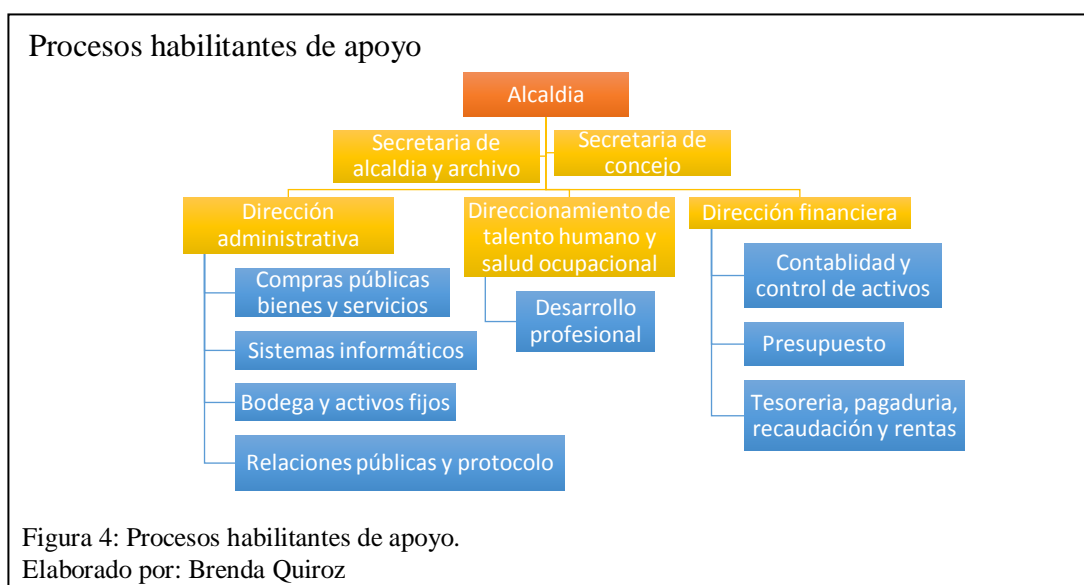 Procesos habilitantes de apoyo
Alcaldia
Secretaria de
alcaldia y archivo
Secretaria de
concejo
Dirección
administrativa
Compras públicas
bienes y servicios
Sistemas informáticos
Bodega y activos fijos
Relaciones públicas y protocolo
Direccionamiento de
talento humano y
salud ocupacional
Desarrollo
profesional
Dirección financiera
Contablidad y
control de activos
Presupuesto
Tesoreria, pagaduria,
recaudación y rentas
Figura 4: Procesos habilitantes de apoyo.
Elaborado por: Brenda Quiroz